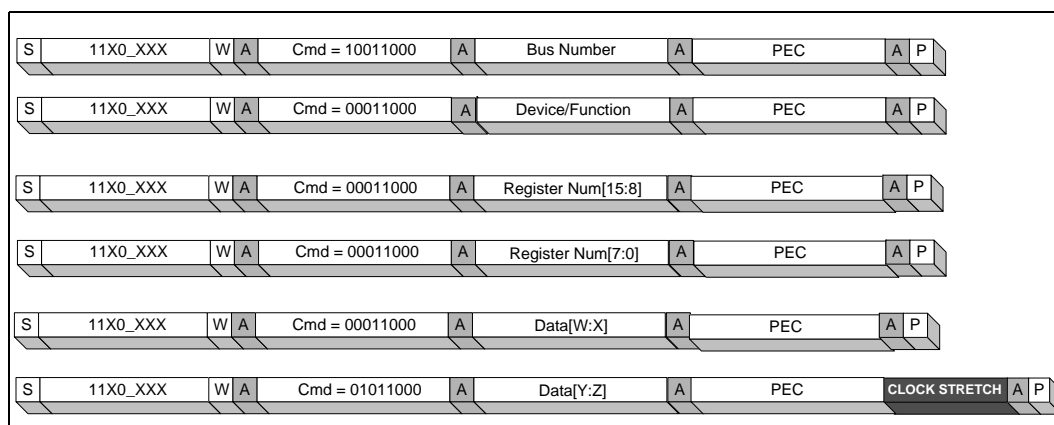 S 11X0_XXX W A Cmd = 10011000 A Bus Number A PEC A P
S 11X0_XXX W A Cmd = 00011000 A Device/Function A PEC A P
S 11X0_XXX W A Cmd = 00011000 A Register Num[15:8] A PEC A P
S 11X0_XXX W A Cmd = 00011000 A Register Num[7:0] A PEC A P
S 11X0_XXX W A Cmd = 00011000 A Data[W:X] A PEC A P
S 11X0_XXX W A Cmd = 01011000 A Data[Y:Z] A PEC CLOCK STRETCH A P